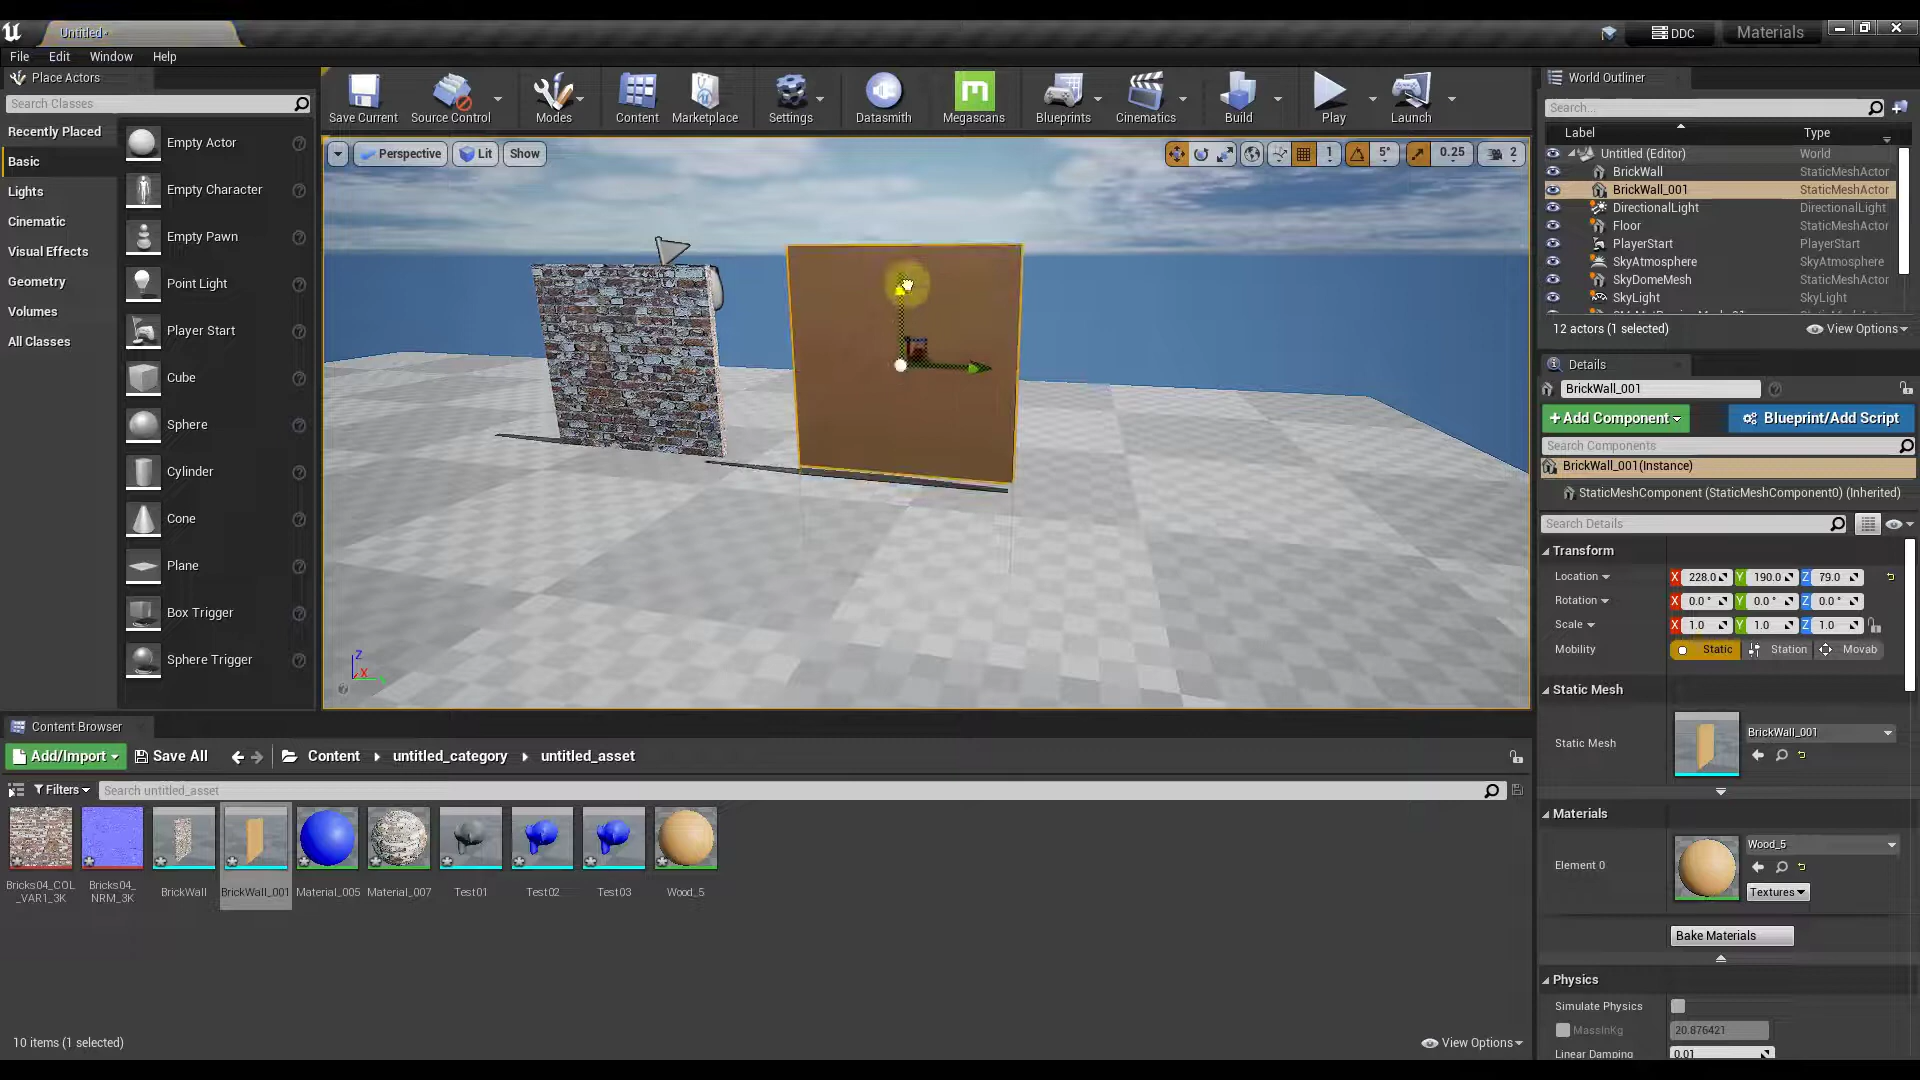 Untitled*
DDC
Materials
File Edit Window Help
Place Actors
Search Classes
Recently Placed
Basic
Lights
Cinematic
Visual Effects
Geometry
Volumes
All Classes
Empty Actor
Empty Character
Empty Pawn
Point Light
Player Start
Cube
Sphere
Cylinder
Cone
Plane
Box Trigger
Sphere Trigger
Save Current Source Control Modes Content Marketplace Settings Datasmith Megascans Blueprints Cinematics Build Play Launch
Perspective Lit Show
1 5° 0.25 2
Z
X
World Outliner
Search...
Label Type
Untitled (Editor) World
BrickWall StaticMeshActor
BrickWall_001 StaticMeshActor
DirectionalLight DirectionalLight
Floor StaticMeshActor
PlayerStart PlayerStart
SkyAtmosphere SkyAtmosphere
SkyDomeMesh StaticMeshActor
SkyLight SkyLight
12 actors (1 selected) View Options
Details
BrickWall_001
+Add Component Blueprint/Add Script
Search Components
BrickWall_001(Instance)
StaticMeshComponent (StaticMeshComponent0) (Inherited)
Search Details
Transform
Location X 228.0 Y 190.0 Z 79.0
Rotation X 0.0 ° Y 0.0 ° Z 0.0 °
Scale X 1.0 Y 1.0 Z 1.0
Mobility Static Station Movab
Static Mesh
Static Mesh BrickWall_001
Materials
Element 0 Wood_5
Textures
Bake Materials
Physics
Simulate Physics
MassInKg 20.876421
Linear Damping 0.01
Content Browser
Add/Import Save All Content untitled_category untitled_asset
Filters Search untitled_asset
Bricks04_COL
_VAR1_3K
Bricks04_
NRM_3K
BrickWall
BrickWall_001
Material_005
Material_007
Test01
Test02
Test03
Wood_5
10 items (1 selected) View Options